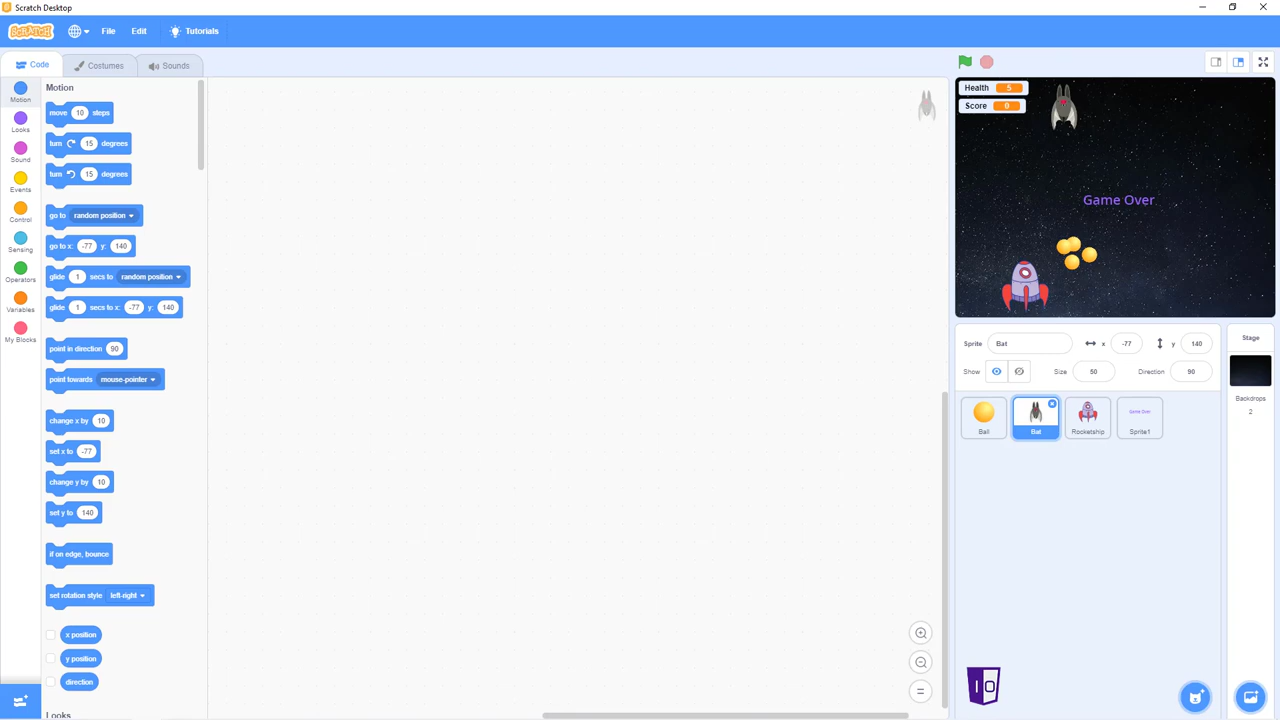 Scratch Desktop
SCRATCH File Edit Tutorials
Code Costumes Sounds
Motion
Looks
Sound
Events
Control
Sensing
Operators
Variables
My Blocks
Motion
move 10 steps
turn 15 degrees
turn 15 degrees
go to random position
go to x: -77 y: 140
glide 1 secs to random position
glide 1 secs to x: -77 y: 140
point in direction 90
point towards mouse-pointer
change x by 10
set x to -77
change y by 10
set y to 140
if on edge, bounce
set rotation style left-right
x position
y position
direction
Looks
Health 5
Score 0
Game Over
Sprite Bat x -77 y 140
Show Size 50 Direction 90
Ball
Bat
Rocketship
Game Over
Sprite1
Stage
Backdrops
2